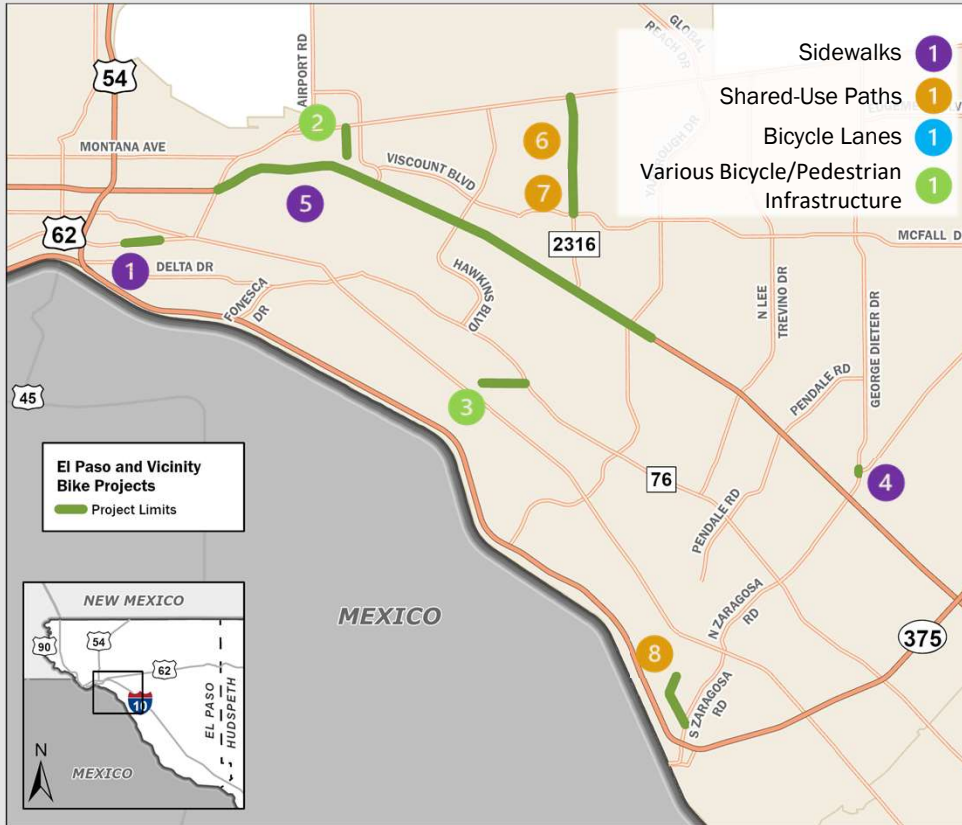 GLOBAL
REACH DR
54
AIRPORT RD
Sidewalks 1
Shared-Use Paths 1
Bicycle Lanes 1
Various Bicycle/Pedestrian
Infrastructure 1
2
6
MONTANA AVE
VISCOUNT BLVD
7
5
62
2316
MCFALL D
1
DELTA DR
HAWKINS
BLVD
FONESCA
DR
N LEE
TREVINO DR
GEORGE DIETER DR
45
3
PENDALE RD
El Paso and Vicinity
Bike Projects
Project Limits
76
4
PENDALE RD
NEW MEXICO
MEXICO
N ZARAGOSA
RD
375
90
54
62
8
10
EL PASO
HUDSPETH
S ZARAGOSA
RD
N
MEXICO